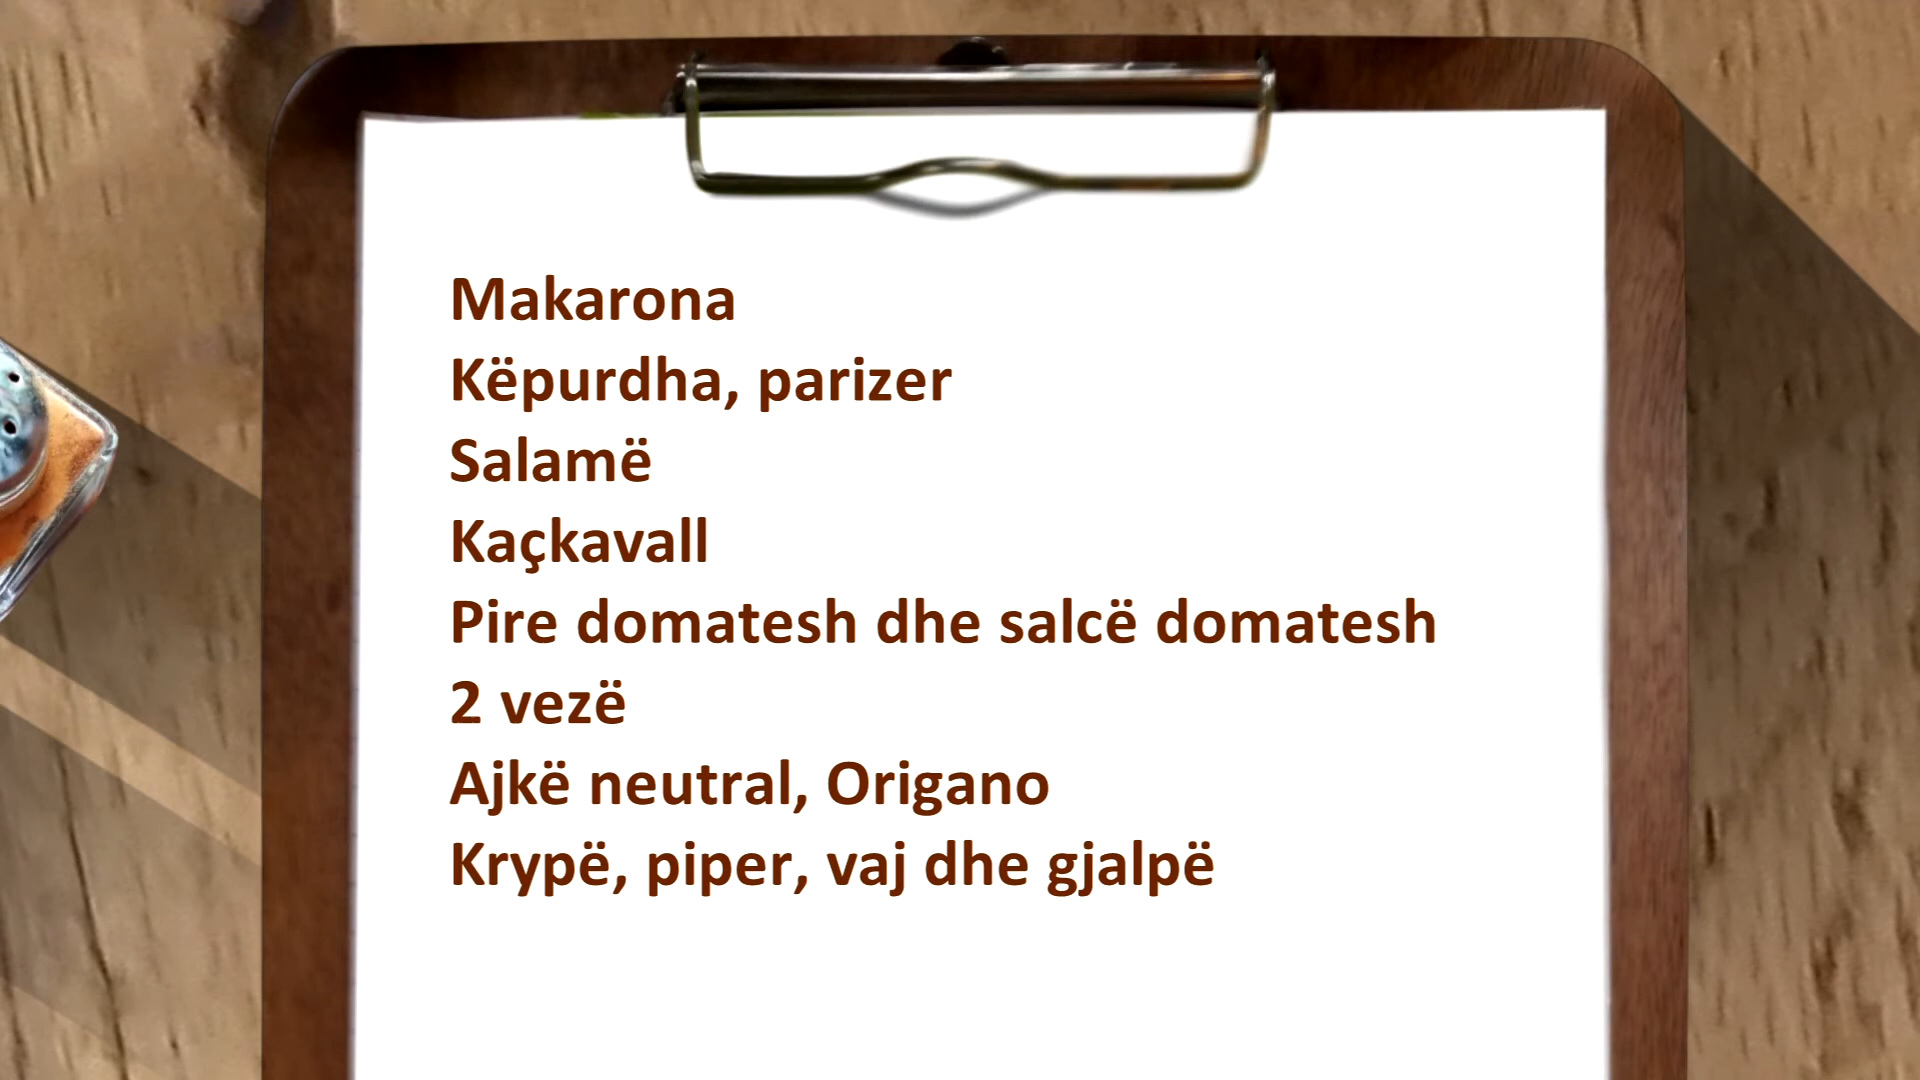 Makarona
Këpurdha, parizer
Salamë
Kaçkavall
Pire domatesh dhe salcë domatesh
2 vezë
Ajkë neutral, Origano
Krypë, piper, vaj dhe gjalpë